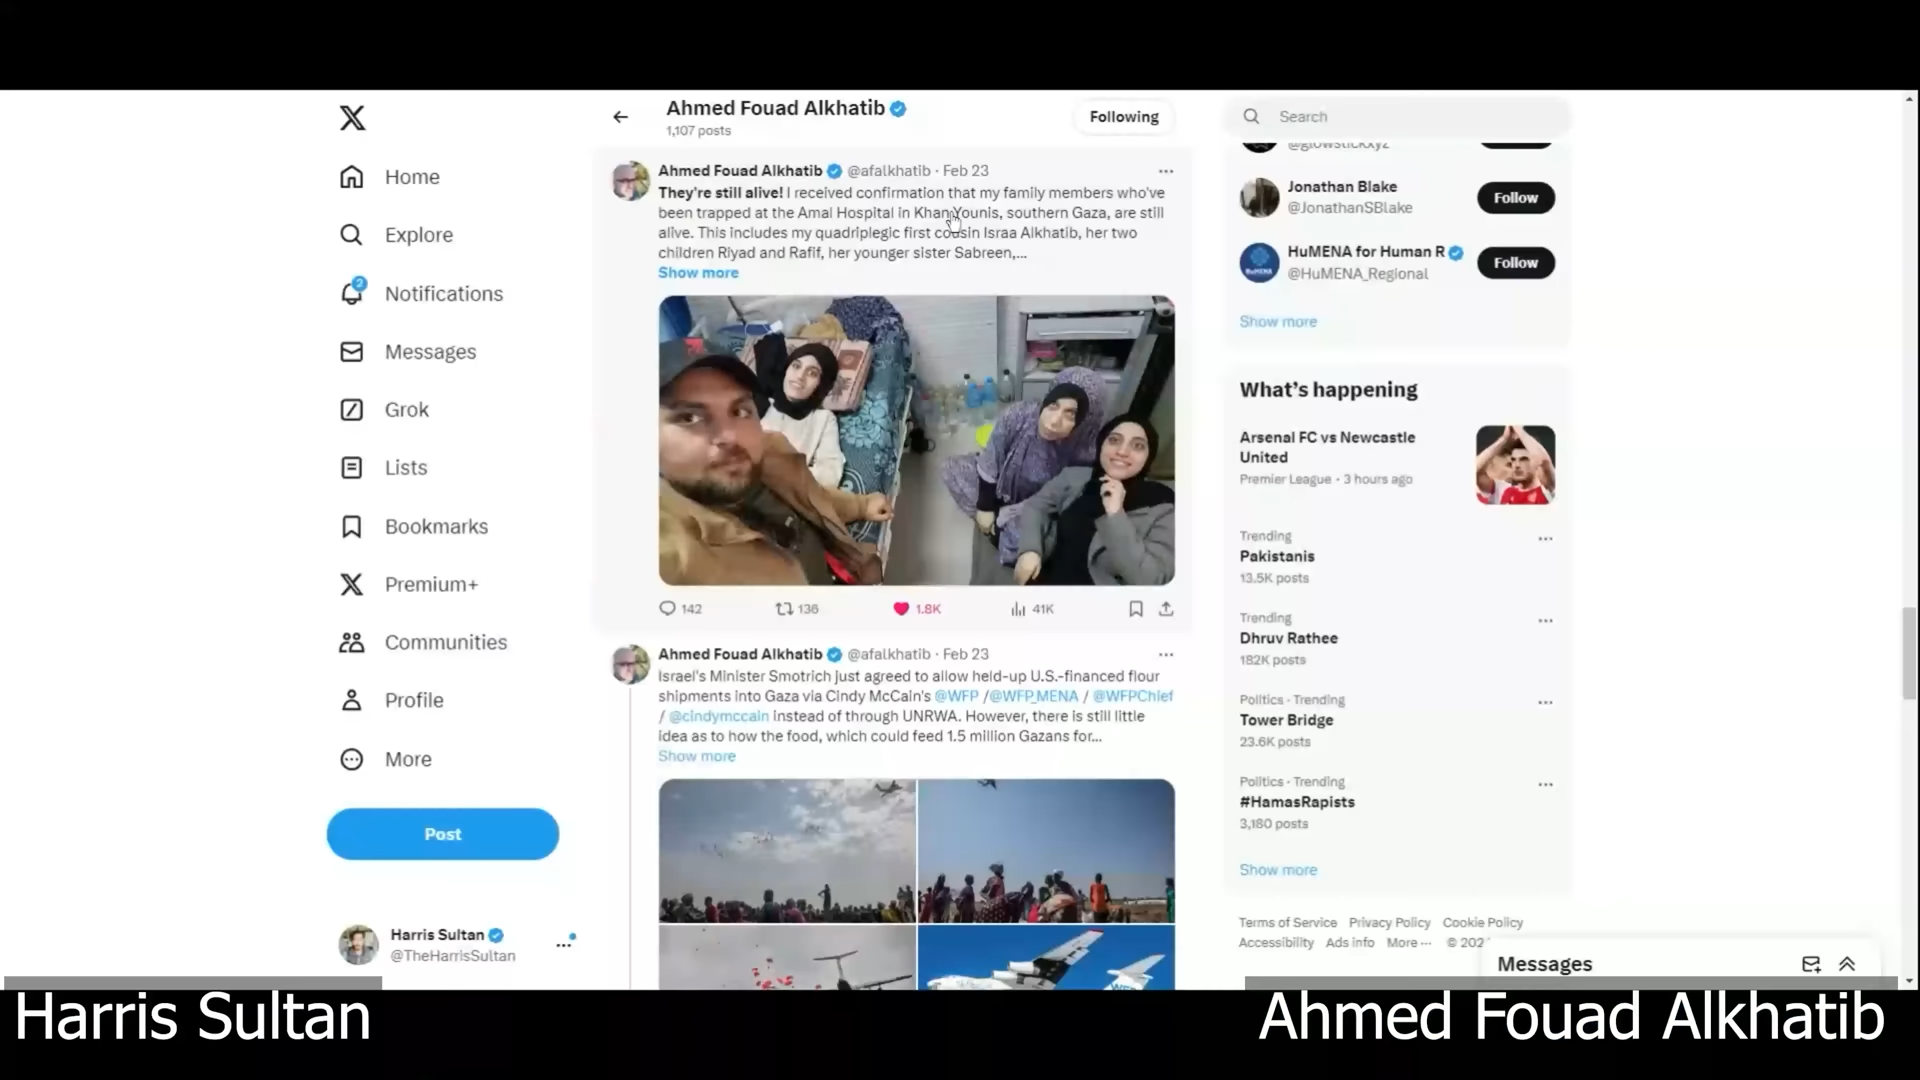 Home
Explore
2
Notifications
Messages
Grok
Lists
Bookmarks
Premium+
Communities
Profile
More
Post
Harris Sultan
@TheHarrisSultan
Ahmed Fouad Alkhatib
1,107 posts
Following
Ahmed Fouad Alkhatib @afalkhatib · Feb 23
They're still alive! I received confirmation that my family members who've
been trapped at the Amal Hospital in Khan Younis, southern Gaza, are still
alive. This includes my quadriplegic first cousin Israa Alkhatib, her two
children Riyad and Rafif, her younger sister Sabreen,...
Show more
142 136 1.8K 41K
Ahmed Fouad Alkhatib @afalkhatib · Feb 23
Israel's Minister Smotrich just agreed to allow held-up U.S.-financed flour
shipments into Gaza via Cindy McCain's @WFP /@WFP_MENA / @WFPChief
/ @cindymccain instead of through UNRWA. However, there is still little
idea as to how the food, which could feed 1.5 million Gazans for...
Show more
WFP
Search
@glowstickxyz
Jonathan Blake
@JonathanSBlake
Follow
HuMENA for Human R
@HuMENA_Regional
Follow
Show more
What's happening
Arsenal FC vs Newcastle
United
Premier League · 3 hours ago
Trending
Pakistanis
13.5K posts
Trending
Dhruv Rathee
182K posts
Politics · Trending
Tower Bridge
23.6K posts
Politics · Trending
#HamasRapists
3,180 posts
Show more
Terms of Service Privacy Policy Cookie Policy
Accessibility Ads info More ··· © 202
Messages
Harris Sultan
Ahmed Fouad Alkhatib